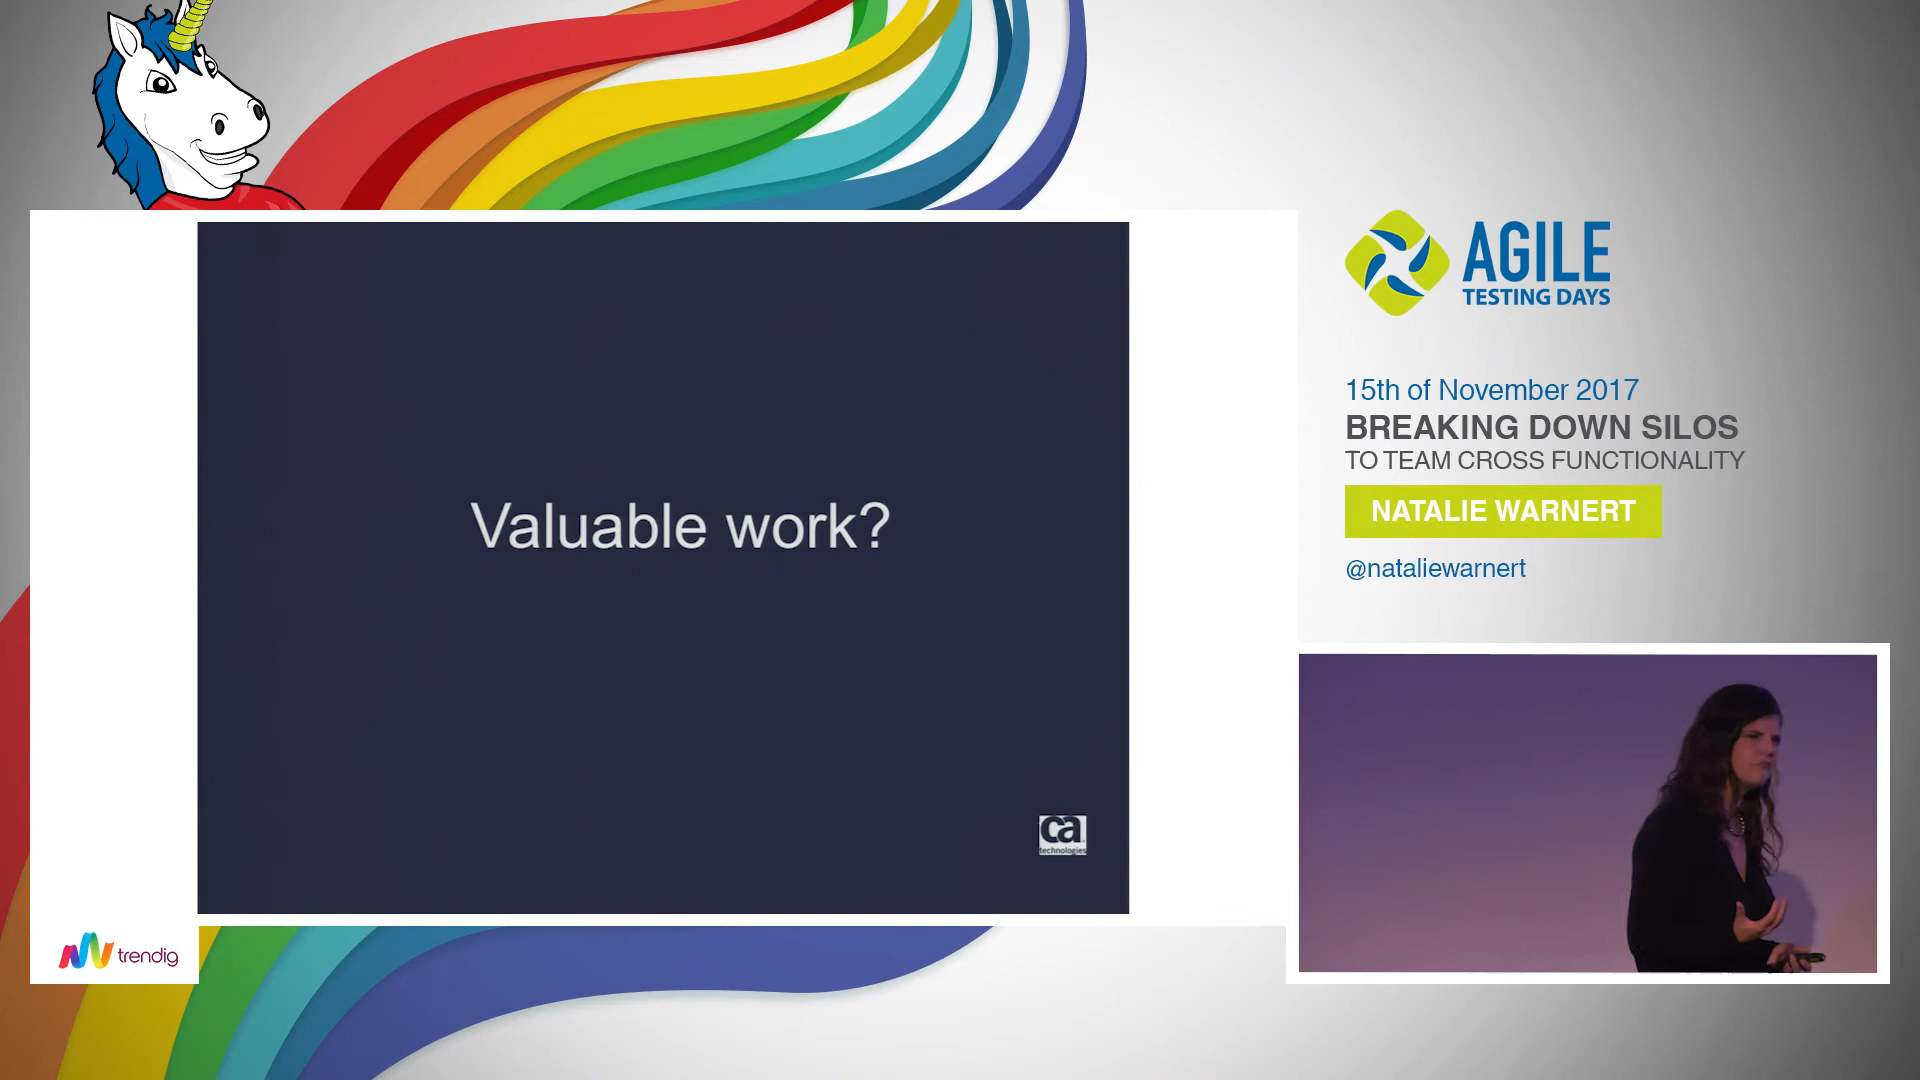 Valuable work?
ca
technologies
trendig
AGILE
TESTING DAYS
15th of November 2017
BREAKING DOWN SILOS
TO TEAM CROSS FUNCTIONALITY
NATALIE WARNERT
@nataliewarnert